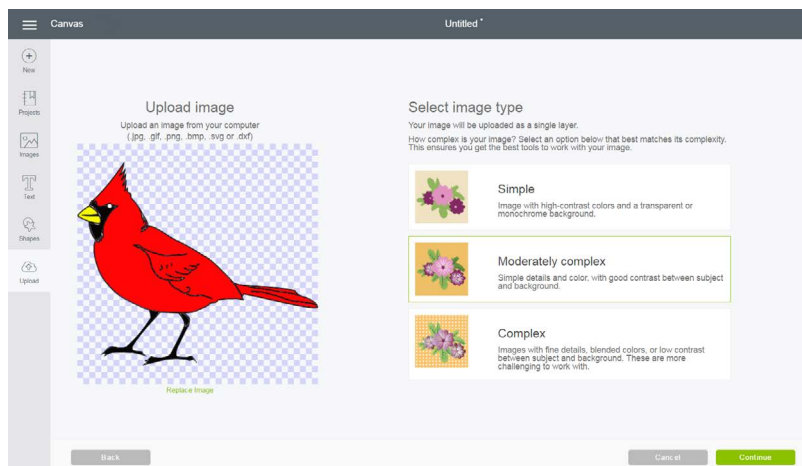 Canvas
Untitled *
New
Projects
Images
Text
Shapes
Upload
Upload image
Upload an image from your computer
(.jpg, .gif, .png, .bmp, .svg or .dxf)
Replace Image
Select image type
Your image will be uploaded as a single layer.
How complex is your image? Select an option below that best matches its complexity.
This ensures you get the best tools to work with your image.
Simple
Image with high-contrast colors and a transparent or
monochrome background.
Moderately complex
Simple details and color, with good contrast between subject
and background.
Complex
Images with fine details, blended colors, or low contrast
between subject and background. These are more
challenging to work with.
Back
Cancel
Continue